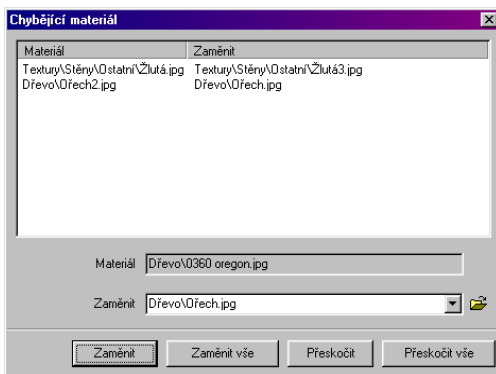 Chybějící materiál
Materiál Zaměnit
Textury\Stěny\Ostatní\Žlutá.jpg Textury\Stěny\Ostatní\Žlutá3.jpg
Dřevo\Ořech2.jpg Dřevo\Ořech.jpg
Materiál Dřevo\0360 oregon.jpg
Zaměnit Dřevo\Ořech.jpg
Zaměnit Zaměnit vše Přeskočit Přeskočit vše